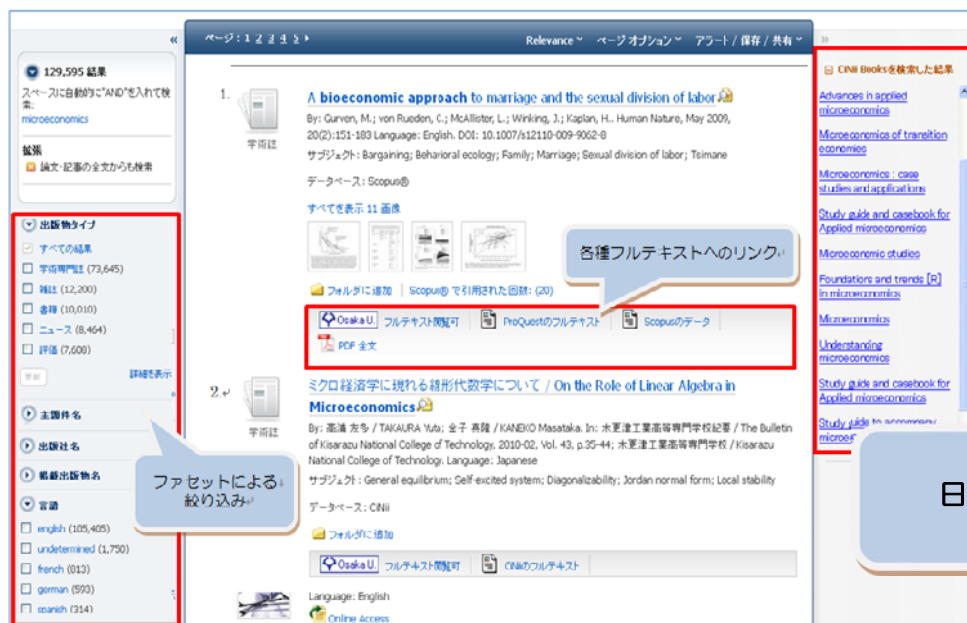 129,595 結果
スペースに自動的に"AND"を入れて検
索:
microeconomics
拡張
論文・記事の全文からも検索
出版物タイプ
すべての結果
学術専門誌 (73,645)
雑誌 (12,200)
書籍 (10,010)
ニュース (8,464)
評価 (7,608)
更新
詳細を表示
主題件名
出版社名
掲載出版物名
言語
english (105,405)
undetermined (1,750)
french (813)
german (593)
spanish (314)
ファセットによる
絞り込み
ページ: 1 2 3 4 5
Relevance ページオプション アラート / 保存 / 共有
1.
学術誌
A bioeconomic approach to marriage and the sexual division of labor
By: Gurven, M.; von Rueden, C.; McAllister, L.; Winking, J.; Kaplan, H.. Human Nature, May 2009,
20(2):151-183 Language: English. DOI: 10.1007/s12110-009-9062-8
サブジェクト: Bargaining; Behavioral ecology; Family; Marriage; Sexual division of labor; Tsimane
データベース: Scopus®
すべてを表示 11 画像
各種フルテキストへのリンク
フォルダに追加 Scopus® で引用された回数: (20)
Osaka U. フルテキスト閲覧可 ProQuestのフルテキスト Scopusのデータ
PDF 全文
2.
学術誌
ミクロ経済学に現れる線形代数学について / On the Role of Linear Algebra in
Microeconomics
By: 高浦 左多 / TAKAURA Yuta; 金子 真隆 / KANEKO Masataka. In: 木更津工業高等専門学校紀要 / The Bulletin
of Kisarazu National College of Technology, 2010-02, Vol. 43, p.35-44; 木更津工業高等専門学校 / Kisarazu
National College of Technology. Language: Japanese
サブジェクト: General equilibrium; Self-excited system; Diagonalizability; Jordan normal form; Local stability
データベース: CiNii
フォルダに追加
Osaka U. フルテキスト閲覧可 CiNiiのフルテキスト
Language: English
Online Access
CiNii Booksを検索した結果
Advances in applied
microeconomics
Microeconomics of transition
economies
Microeconomics : case
studies and applications
Study guide and casebook for
Applied microeconomics
Microeconomic studies
Foundations and trends [R]
in microeconomics
Microeconomics
Understanding
microeconomics
Study guide and casebook for
Applied microeconomics
Study guide to accompany
日